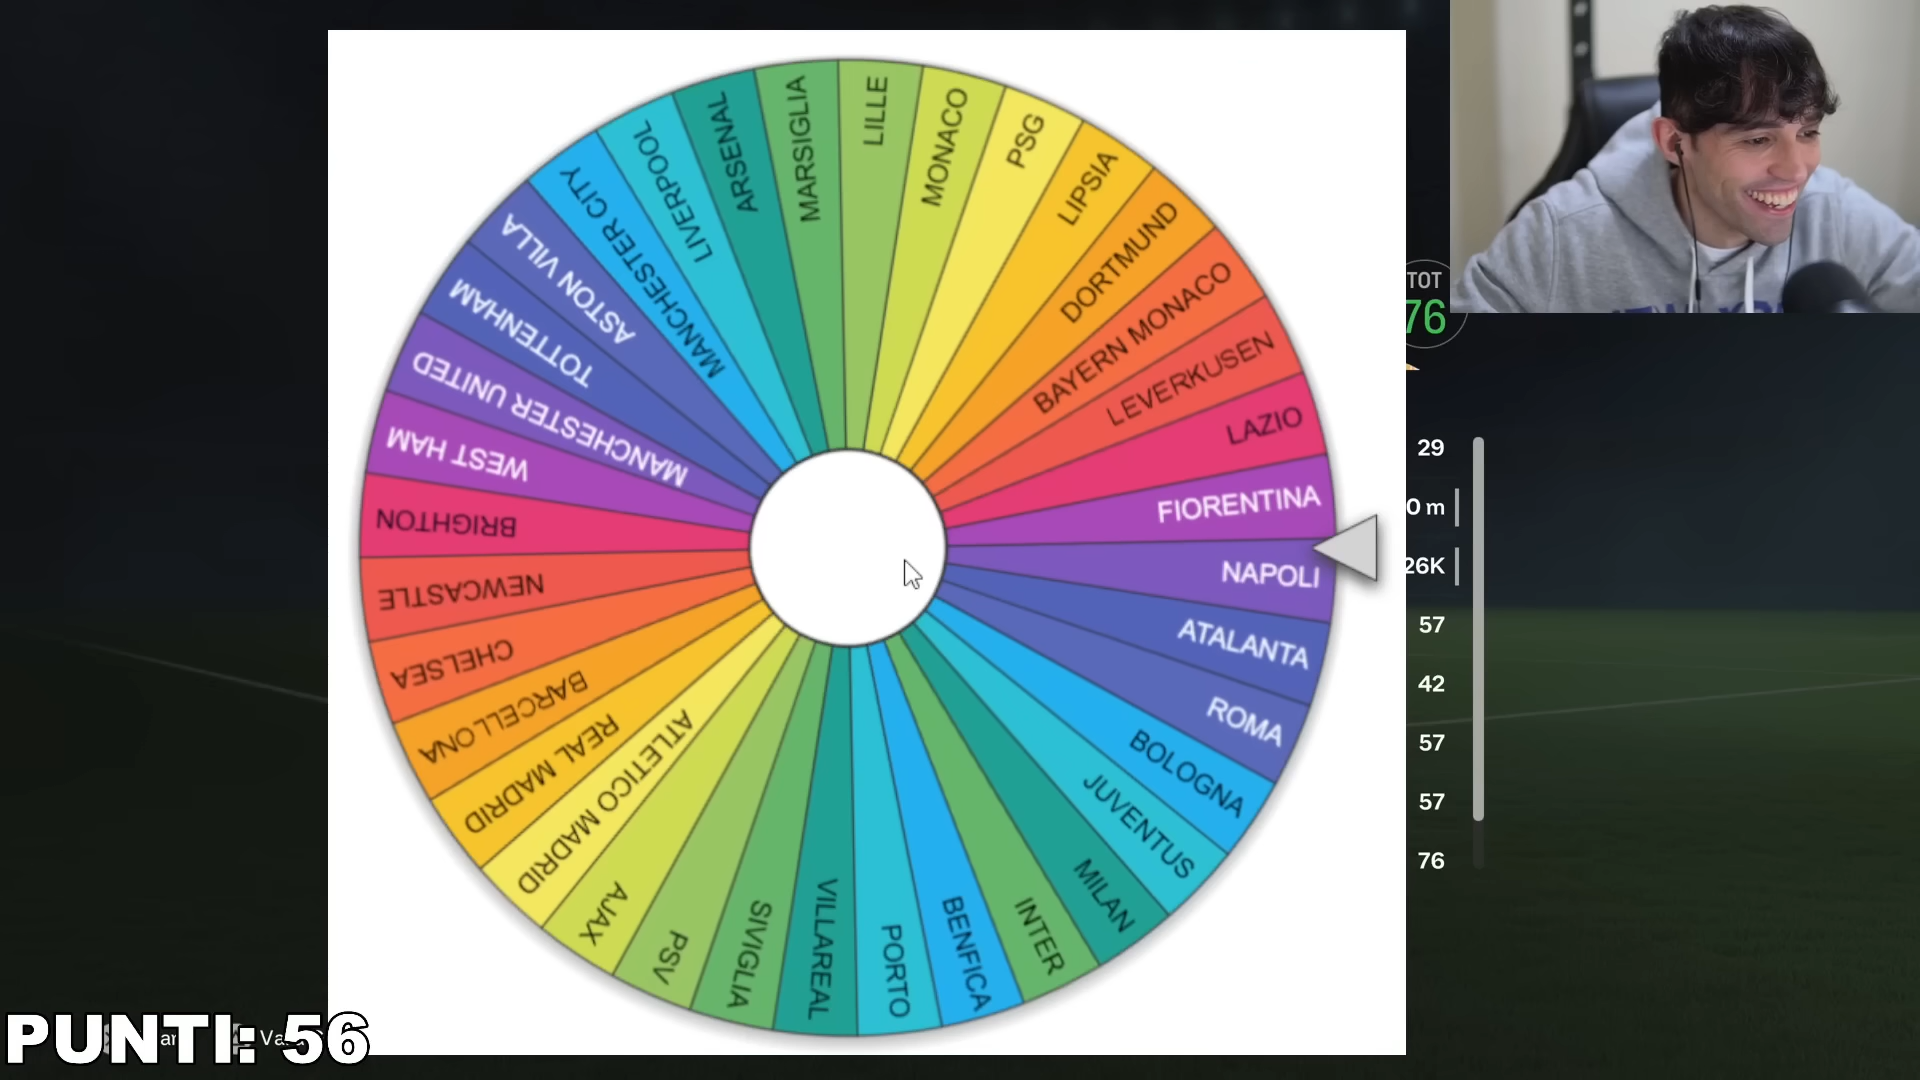 LILLE
MONACO
PSG
LIPSIA
DORTMUND
BAYERN MONACO
LEVERKUSEN
LAZIO
FIORENTINA
NAPOLI
ATALANTA
ROMA
BOLOGNA
JUVENTUS
MILAN
INTER
BENFICA
PORTO
VILLAREAL
SIVIGLIA
PSV
AJAX
ATLETICO MADRID
REAL MADRID
BARCELLONA
CHELSEA
NEWCASTLE
BRIGHTON
WEST HAM
MANCHESTER UNITED
TOTTENHAM
ASTON VILLA
MANCHESTER CITY
LIVERPOOL
ARSENAL
MARSIGLIA
TOT
76
29
0 m
26K
57
42
57
57
76
PUNTI: 56